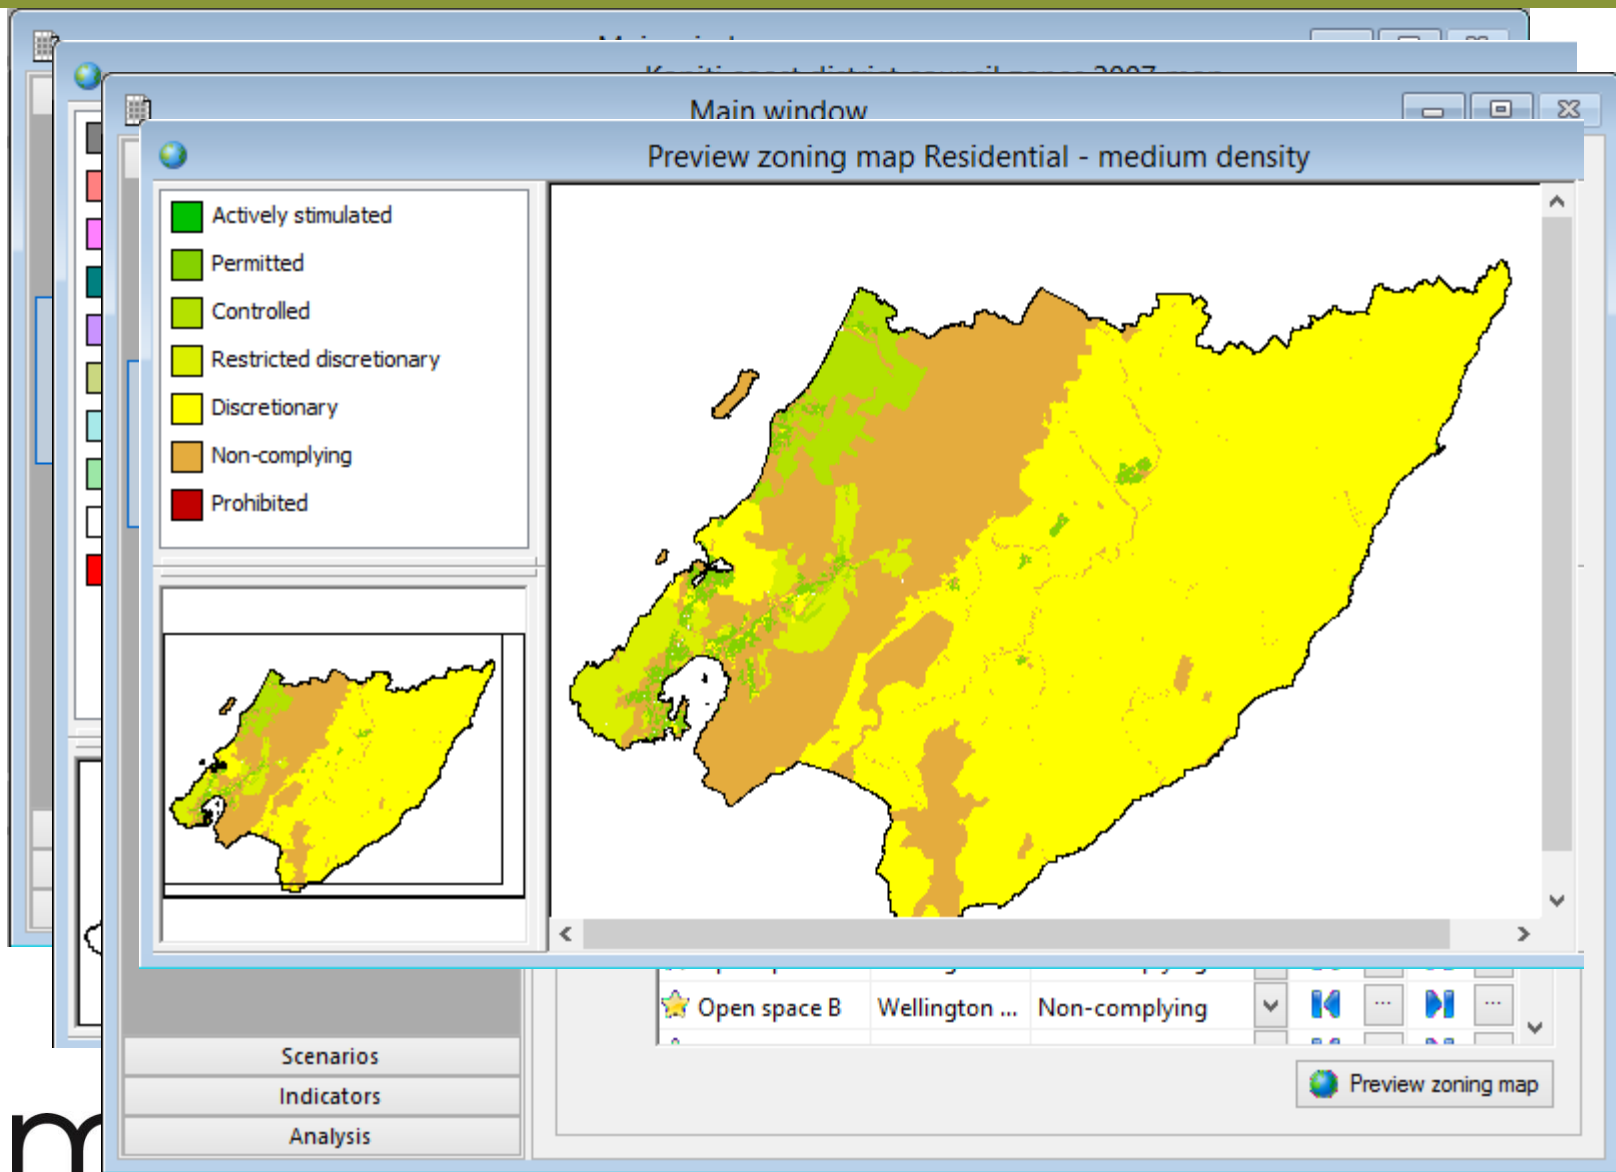 Main window
Preview zoning map Residential - medium density
Actively stimulated
Permitted
Controlled
Restricted discretionary
Discretionary
Non-complying
Prohibited
Open space B Wellington ... Non-complying ... ...
Preview zoning map
Scenarios
Indicators
Analysis
m